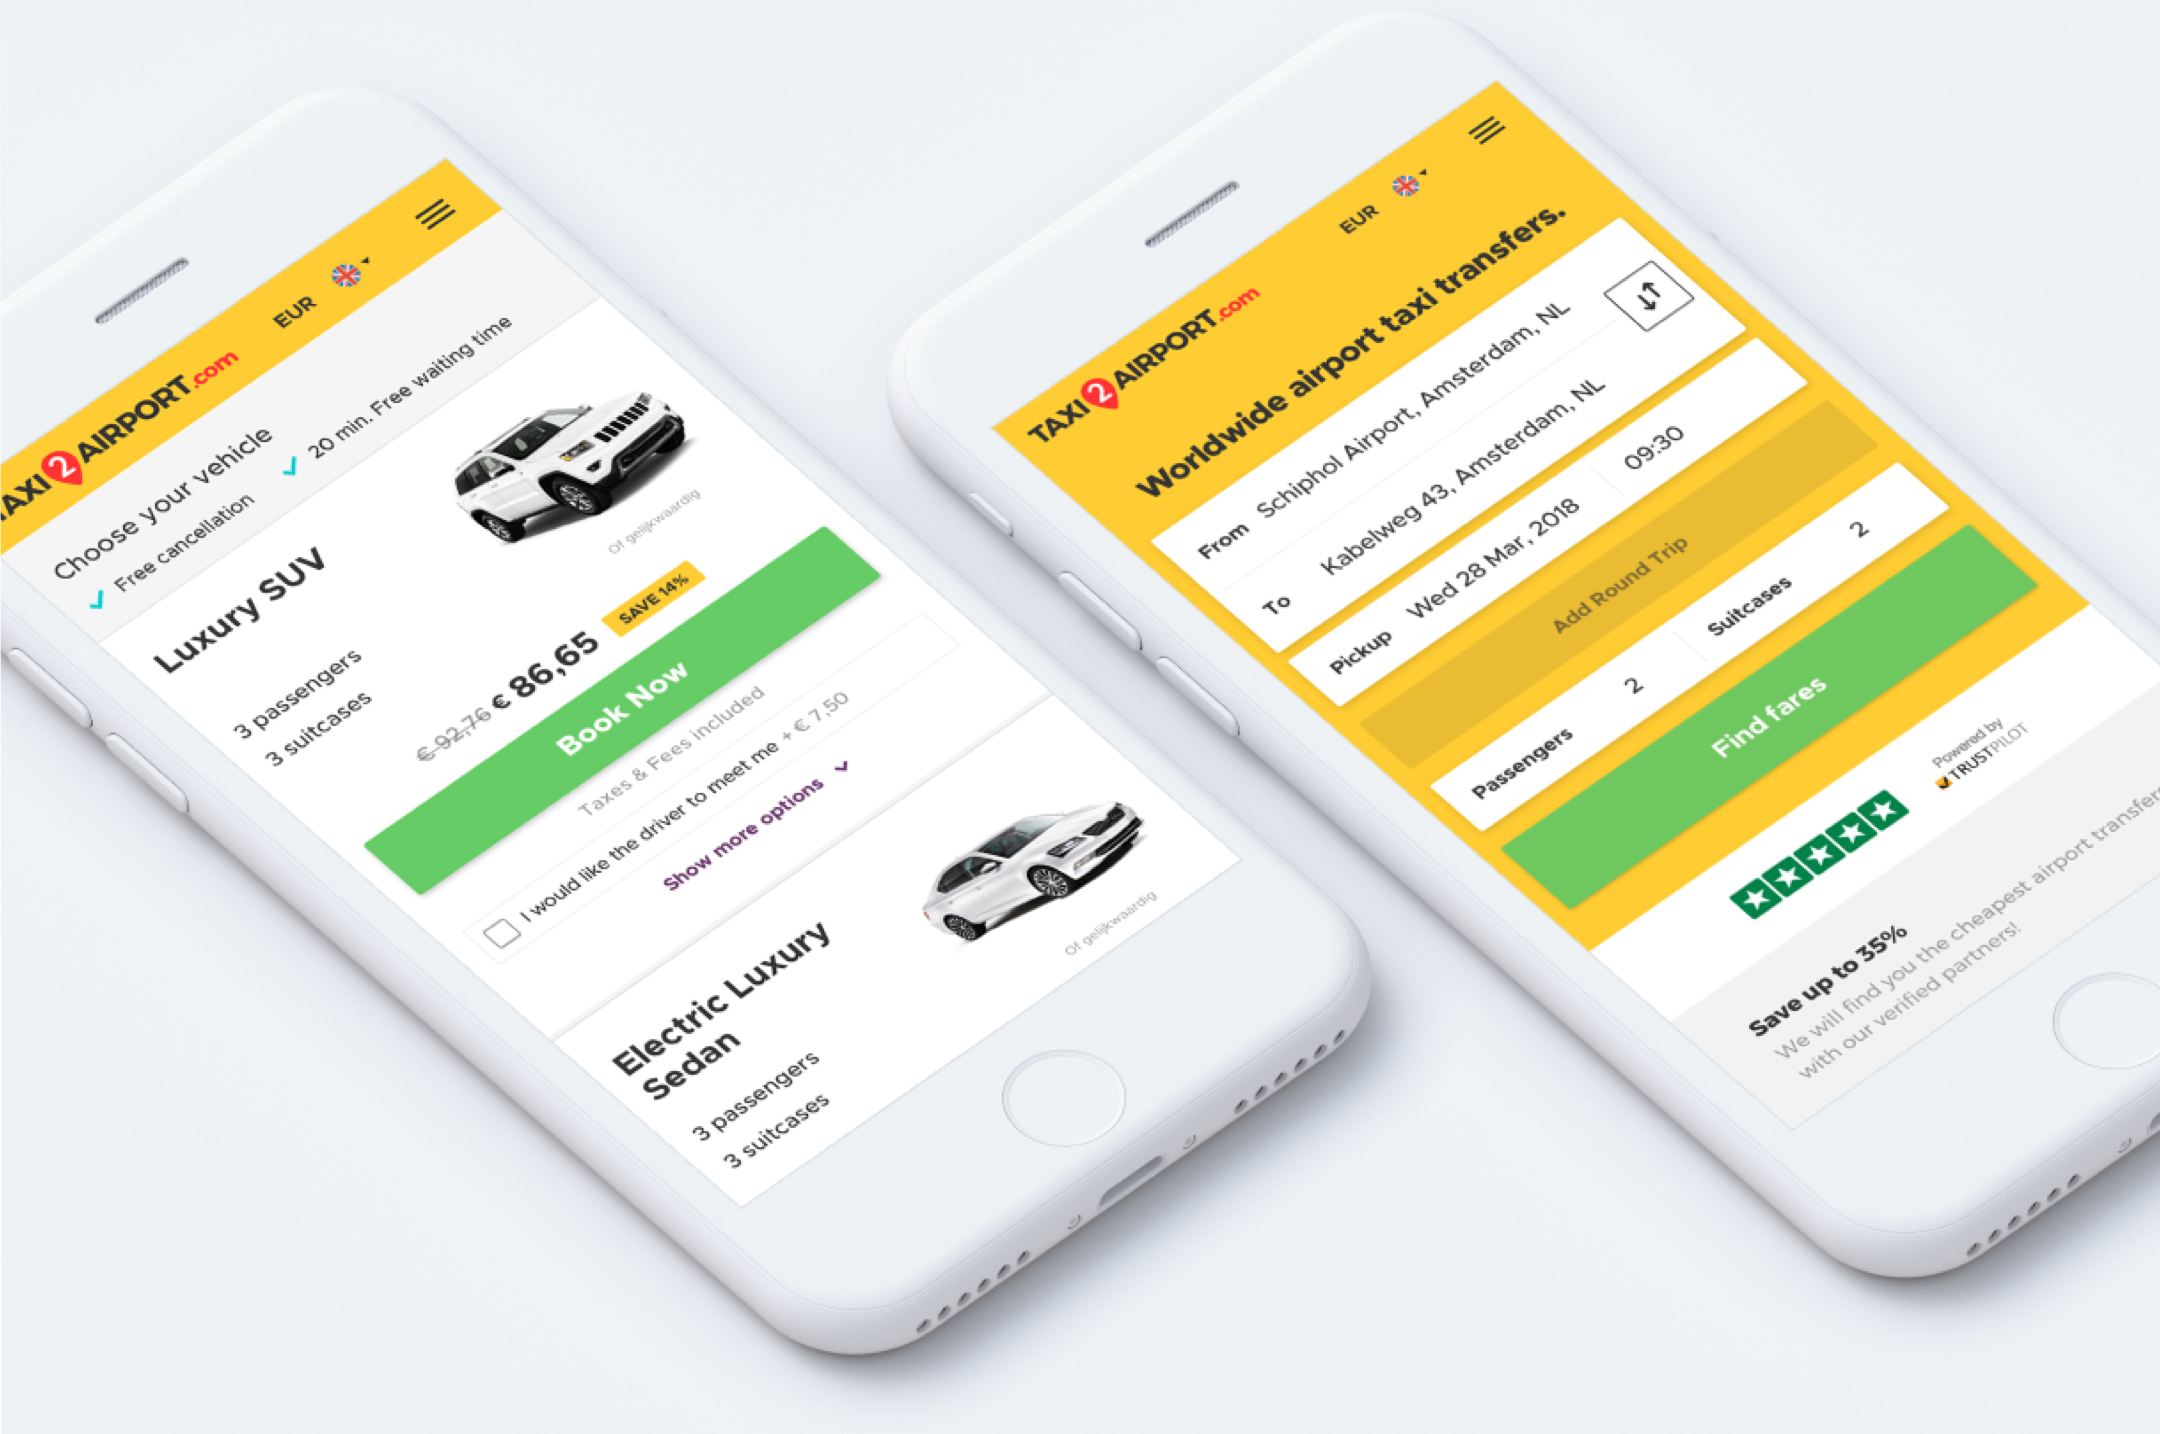 TAXI2AIRPORT.com
EUR
Choose your vehicle
Free cancellation
20 min. Free waiting time
Luxury SUV
3 passengers
3 suitcases
Of gelijkwaardig
€ 92,76 € 86,65
SAVE 14%
Book Now
Taxes & Fees included
I would like the driver to meet me + € 7,50
Show more options
Electric Luxury
Sedan
3 passengers
3 suitcases
Of gelijkwaardig
TAXI2AIRPORT.com
EUR
Worldwide airport taxi transfers.
From Schiphol Airport, Amsterdam, NL
To Kabelweg 43, Amsterdam, NL
Pickup Wed 28 Mar, 2018 09:30
Add Round Trip
Passengers 2 Suitcases 2
Find fares
Powered by
TRUSTPILOT
Save up to 35%
We will find you the cheapest airport transfers
with our verified partners!